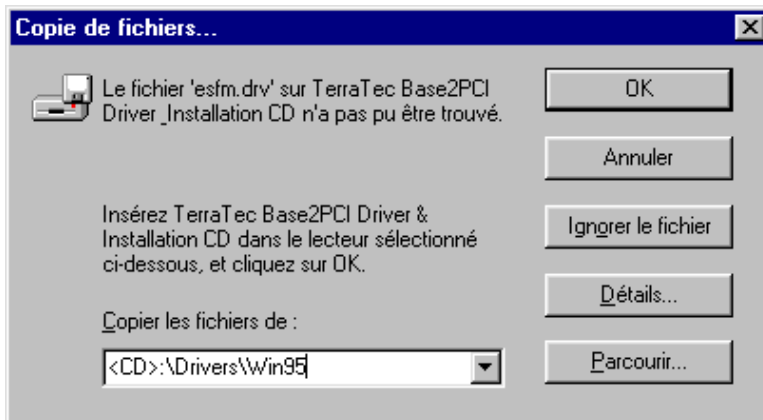 Copie de fichiers...
Le fichier 'esfm.drv' sur TerraTec Base2PCI
Driver _Installation CD n'a pas pu être trouvé.
OK
Annuler
Insérez TerraTec Base2PCI Driver &
Installation CD dans le lecteur sélectionné
ci-dessous, et cliquez sur OK.
Ignorer le fichier
Détails...
Copier les fichiers de :
<CD>:\Drivers\Win95
Parcourir...